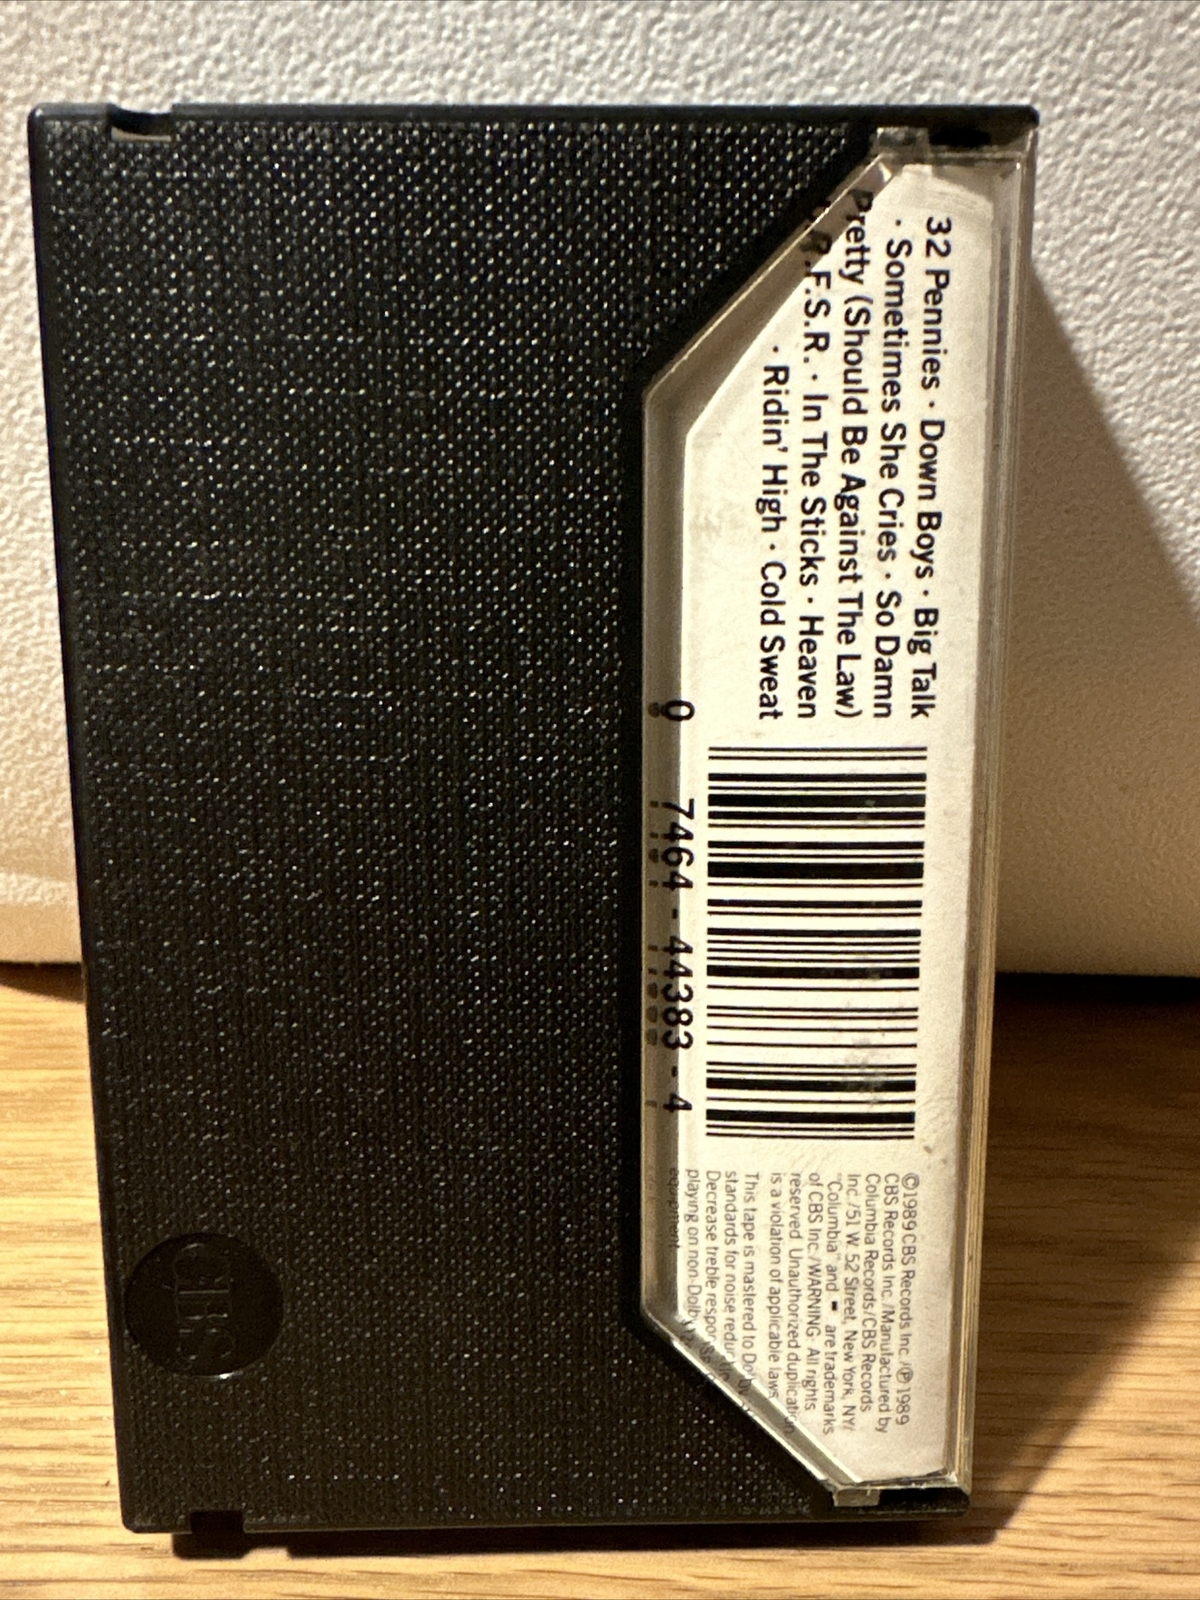 32 Pennies · Down Boys · Big Talk
· Sometimes She Cries · So Damn
Pretty (Should Be Against The Law)
.R.F.S.R. · In The Sticks · Heaven
· Ridin' High · Cold Sweat
0 7464-44383-4
©1989 CBS Records Inc./℗ 1989
CBS Records Inc./Manufactured by
Columbia Records/CBS Records
Inc./51 W. 52 Street, New York, NY/
"Columbia" and are trademarks
of CBS Inc./WARNING: All rights
reserved. Unauthorized duplication
is a violation of applicable laws.
This tape is mastered to Dolby
standards for noise reduction
Decrease treble response
playing on non-Dolby
equipment.